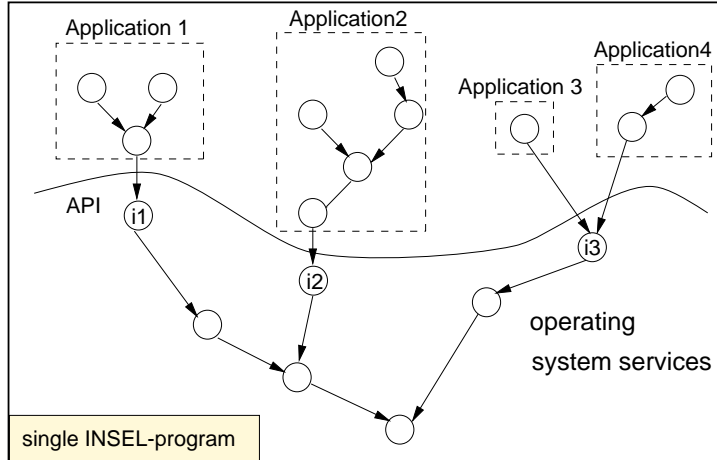 Application 1
Application2
Application 3
Application4
API
i1
i2
i3
operating
system services
single INSEL-program